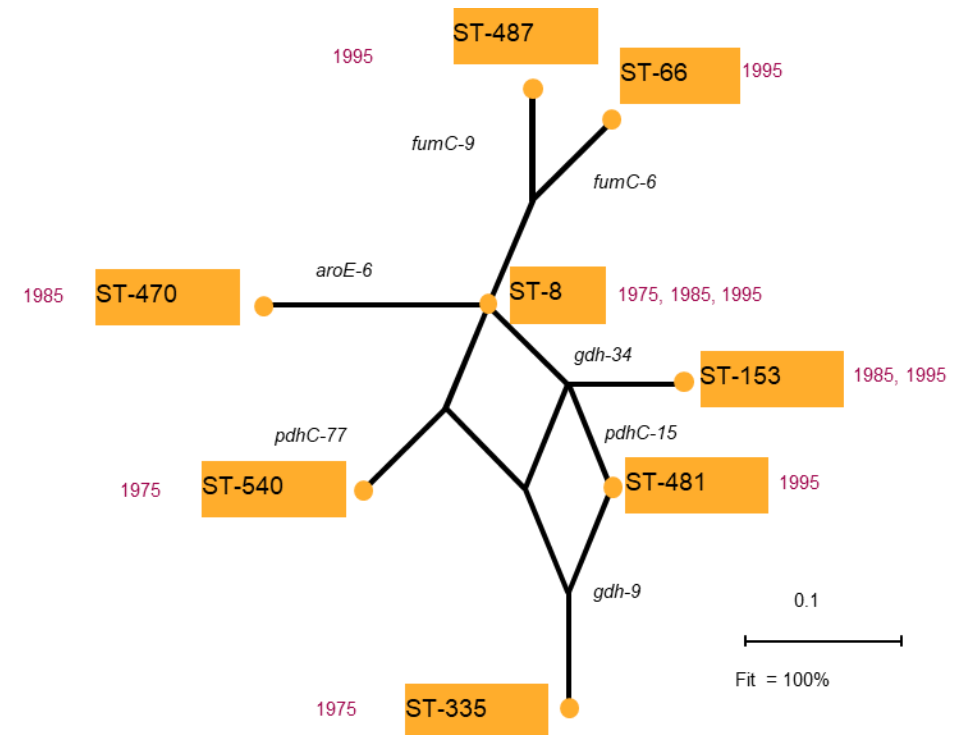 ST-487
1995
ST-66
1995
fumC-9
fumC-6
aroE-6
1985
ST-470
ST-8
1975, 1985, 1995
gdh-34
ST-153
1985, 1995
pdhC-77
pdhC-15
1975
ST-540
ST-481
1995
gdh-9
0.1
Fit = 100%
1975
ST-335